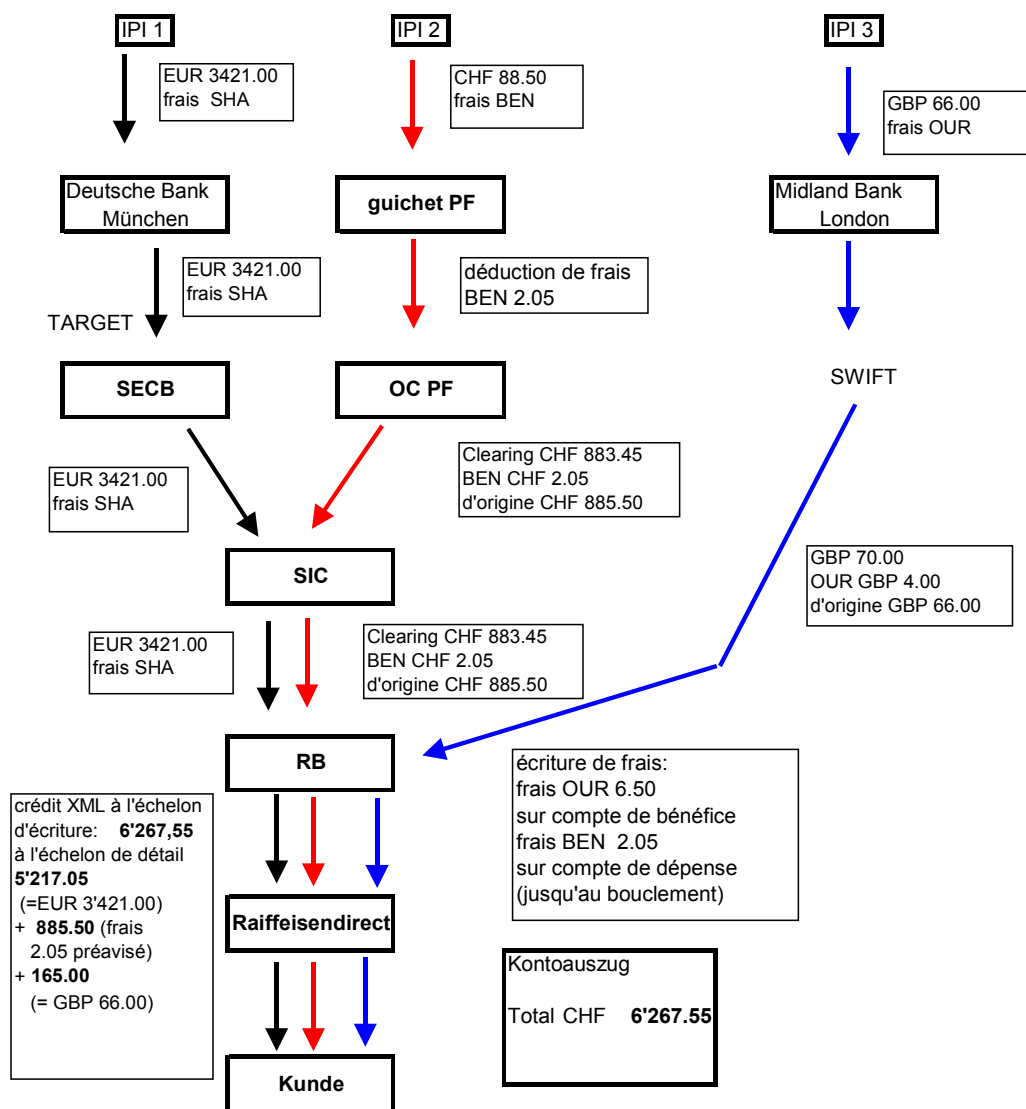 IPI 1
IPI 2
IPI 3
EUR 3421.00
frais SHA
CHF 88.50
frais BEN
GBP 66.00
frais OUR
Deutsche Bank
München
guichet PF
Midland Bank
London
EUR 3421.00
frais SHA
déduction de frais
BEN 2.05
TARGET
SECB
OC PF
SWIFT
EUR 3421.00
frais SHA
Clearing CHF 883.45
BEN CHF 2.05
d'origine CHF 885.50
SIC
GBP 70.00
OUR GBP 4.00
d'origine GBP 66.00
EUR 3421.00
frais SHA
Clearing CHF 883.45
BEN CHF 2.05
d'origine CHF 885.50
RB
écriture de frais:
frais OUR 6.50
sur compte de bénéfice
frais BEN 2.05
sur compte de dépense
(jusqu'au bouclement)
crédit XML à l'échelon
d'écriture: 6'267,55
à l'échelon de détail
5'217.05
(=EUR 3'421.00)
+ 885.50 (frais
2.05 préavisé)
+ 165.00
(= GBP 66.00)
Raiffeisendirect
Kontoauszug
Total CHF 6'267.55
Kunde